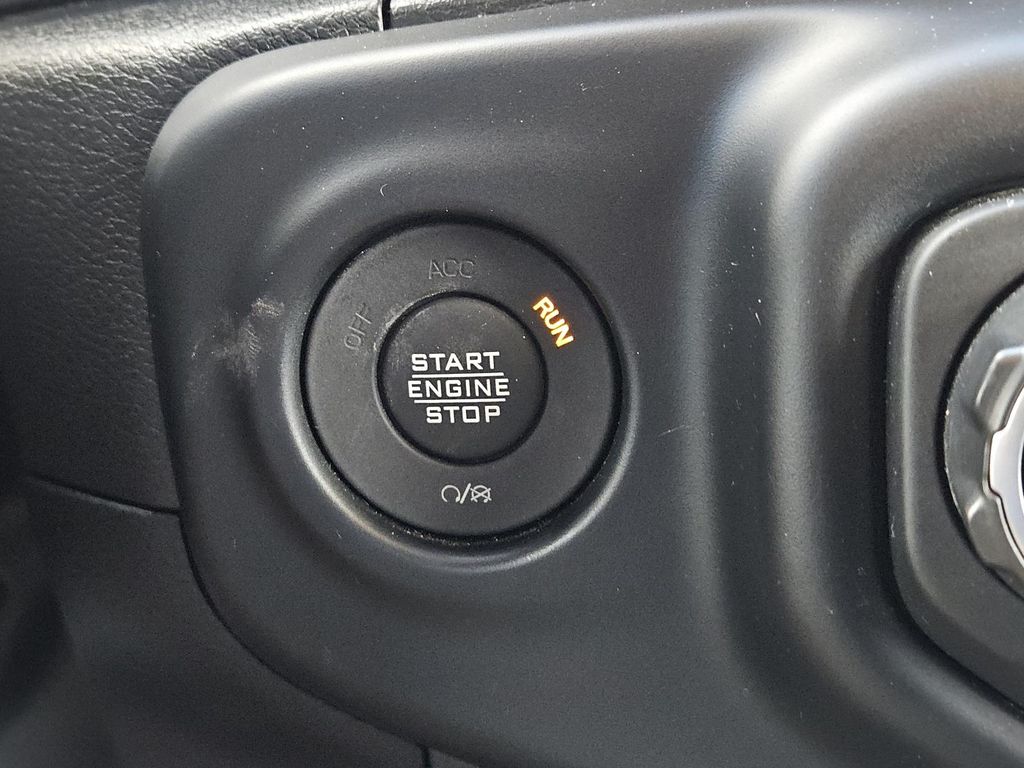 ACC
OFF
RUN
START
ENGINE
STOP